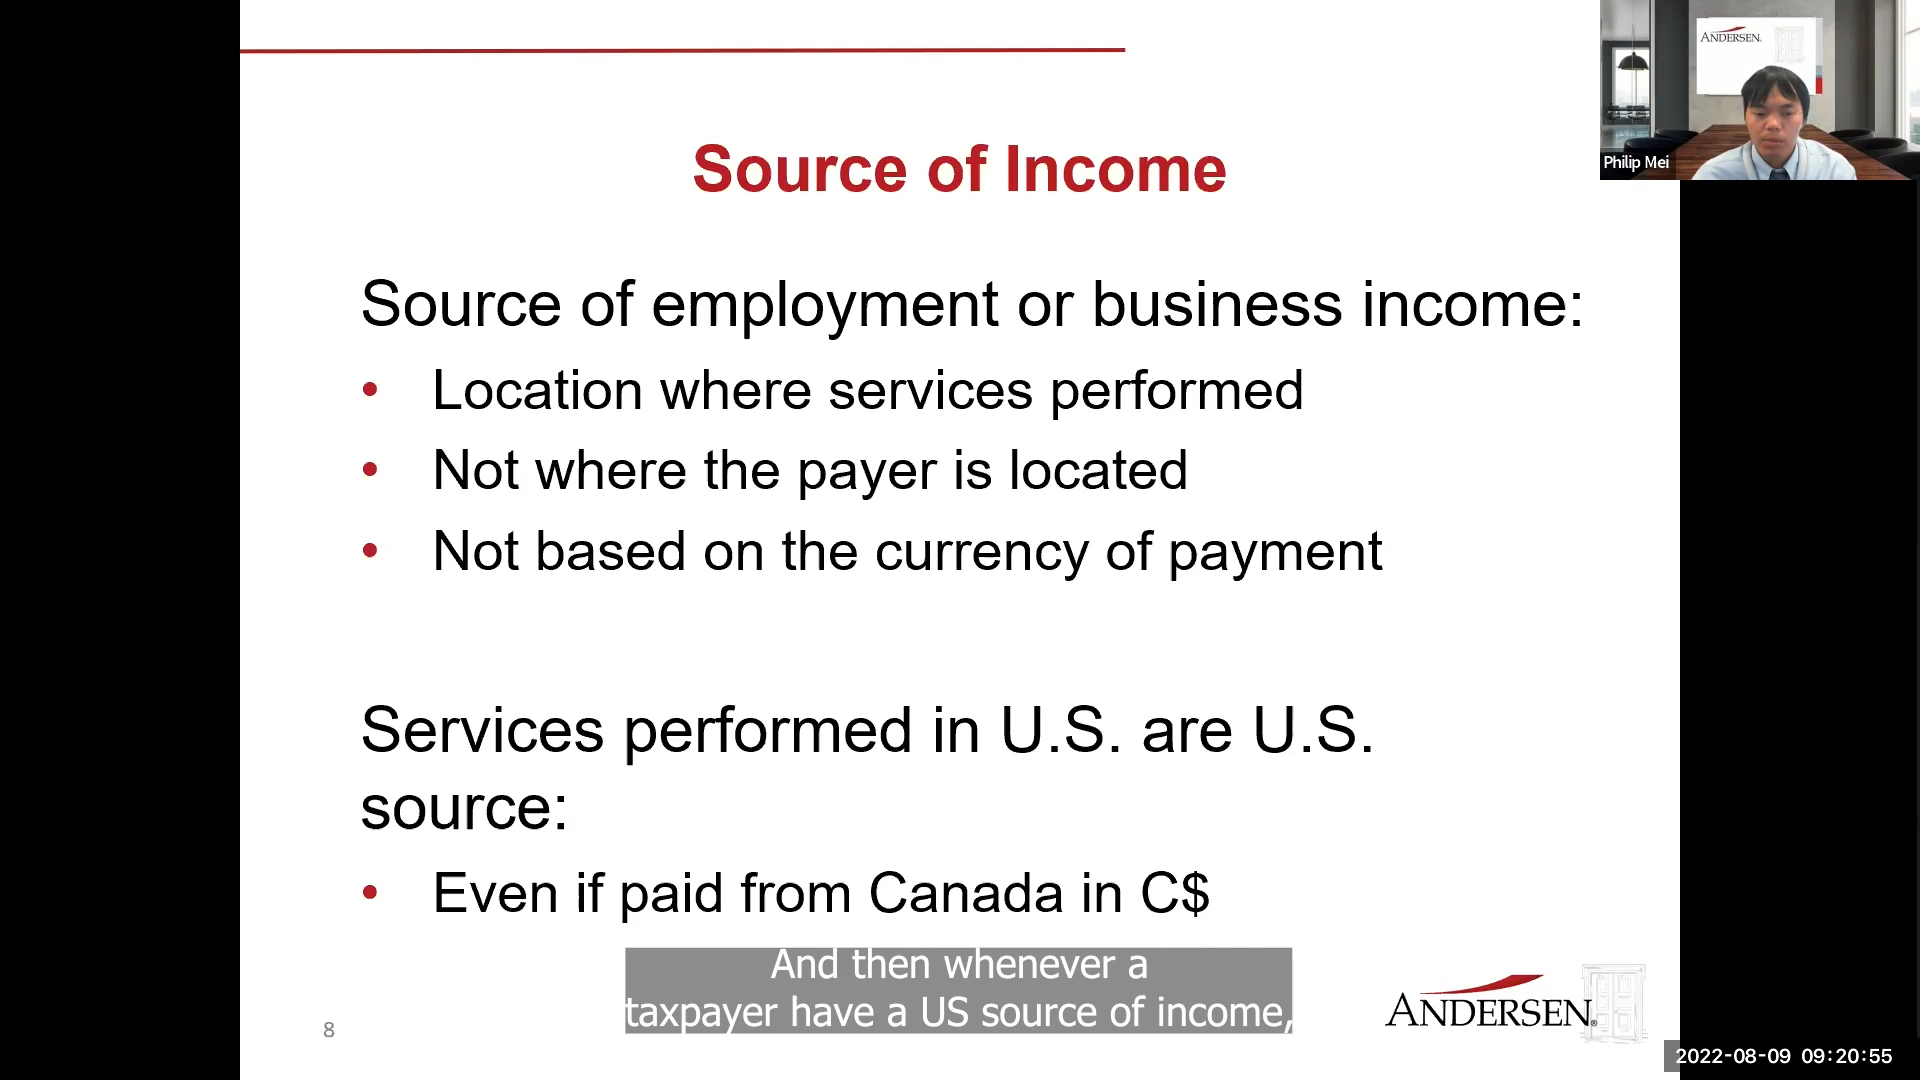 ANDERSEN.
Philip Mei
Source of Income
Source of employment or business income:
• Location where services performed
• Not where the payer is located
• Not based on the currency of payment
Services performed in U.S. are U.S.
source:
• Even if paid from Canada in C$
And then whenever a
taxpayer have a US source of income,
ANDERSEN®
8
2022-08-09 09:20:55